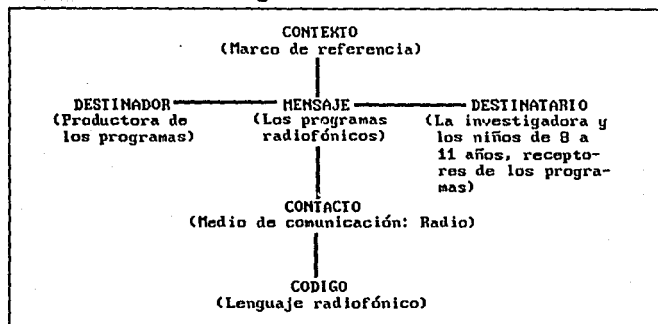 CONTEXTO
(Marco de referencia)
DESTINADOR MENSAJE DESTINATARIO
(Productora de (Los programas (La investigadora y
los programas) radiofónicos) los niños de 8 a
11 años, recepto-
res de los progra-
mas)
CONTACTO
(Medio de comunicación: Radio)
CODIGO
(Lenguaje radiofónico)